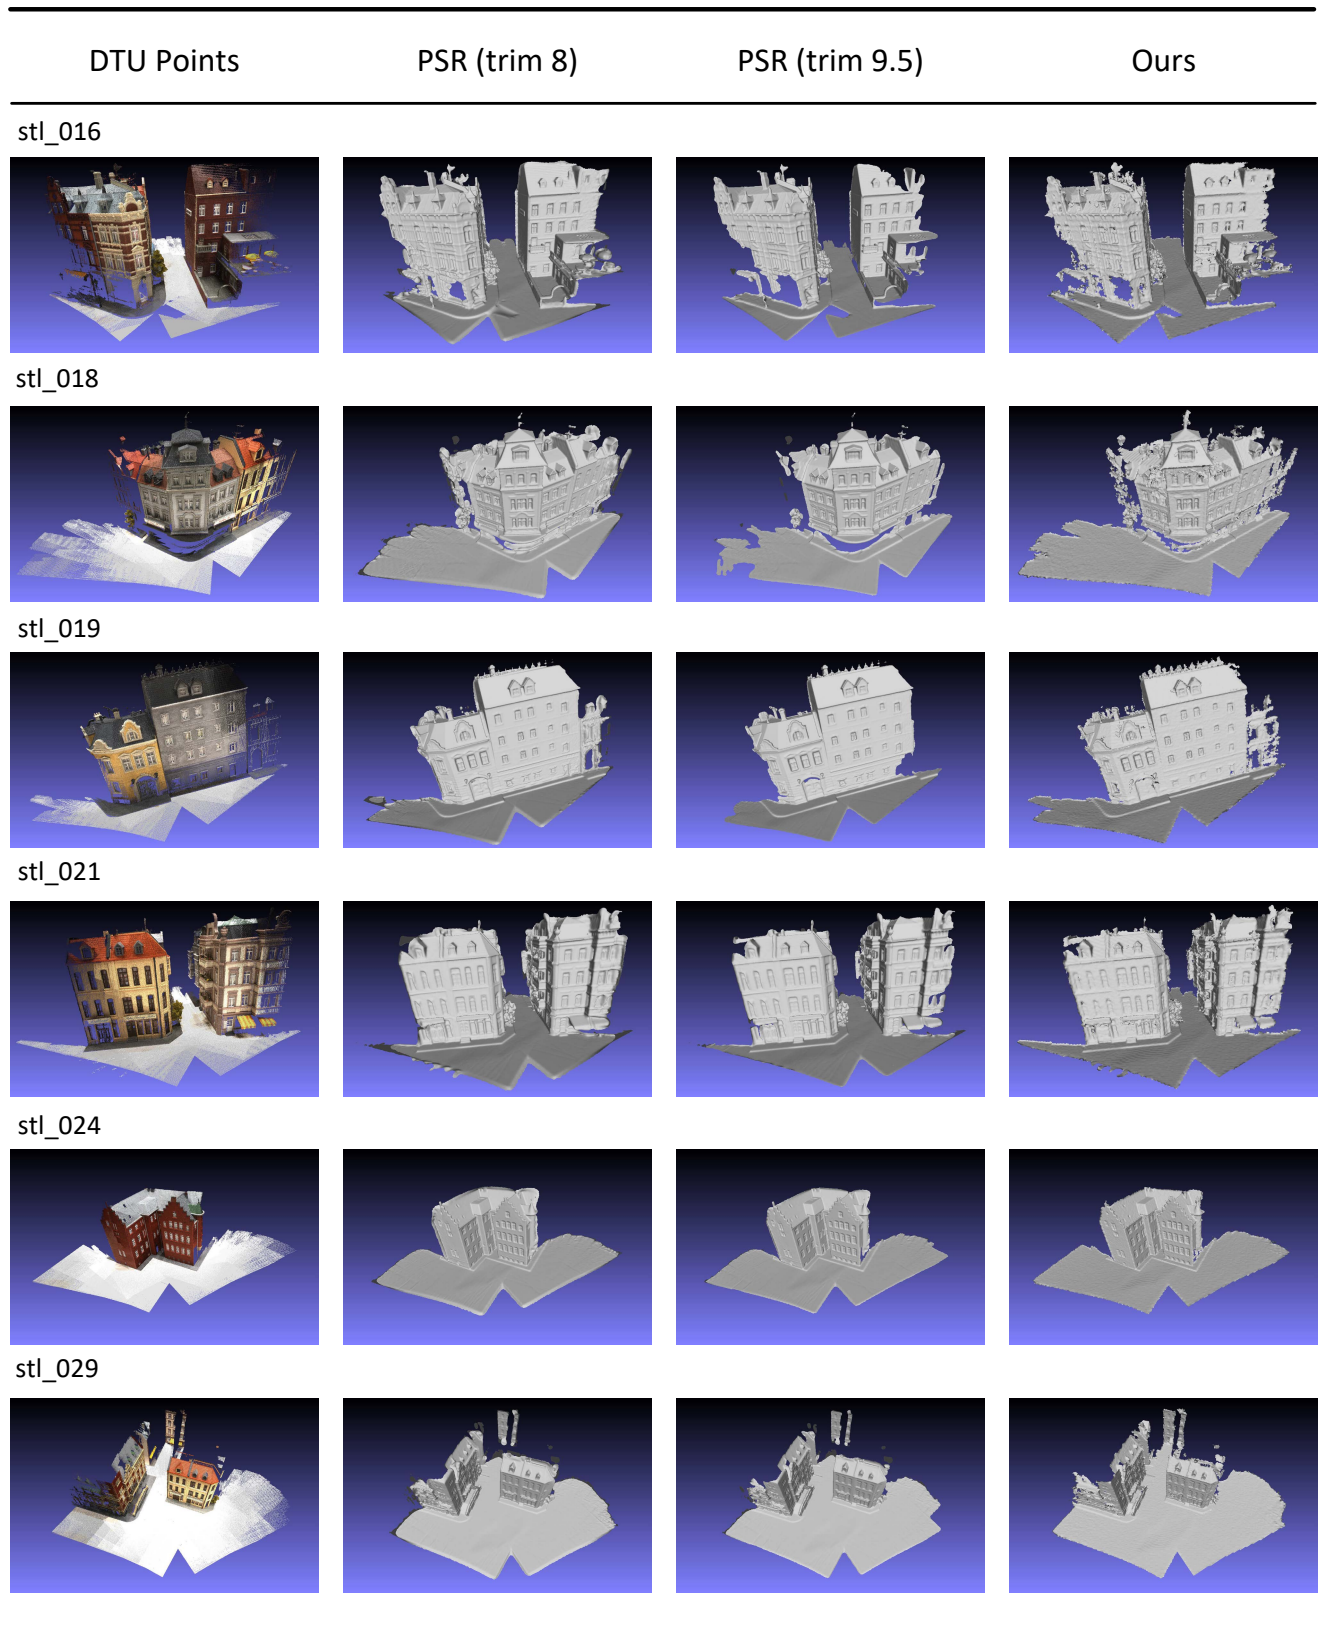 DTU Points PSR (trim 8) PSR (trim 9.5) Ours
stl_016
stl_018
stl_019
stl_021
stl_024
stl_029